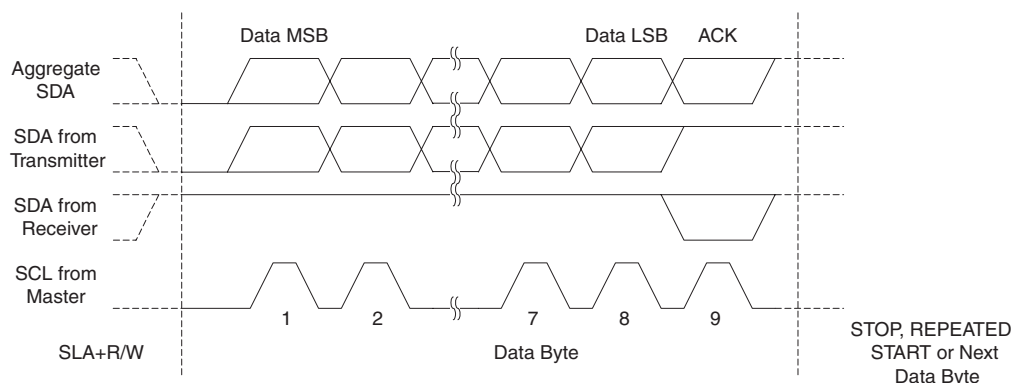 Data MSB
Data LSB
ACK
Aggregate
SDA
SDA from
Transmitter
SDA from
Receiver
SCL from
Master
1
2
7
8
9
SLA+R/W
Data Byte
STOP, REPEATED
START or Next
Data Byte